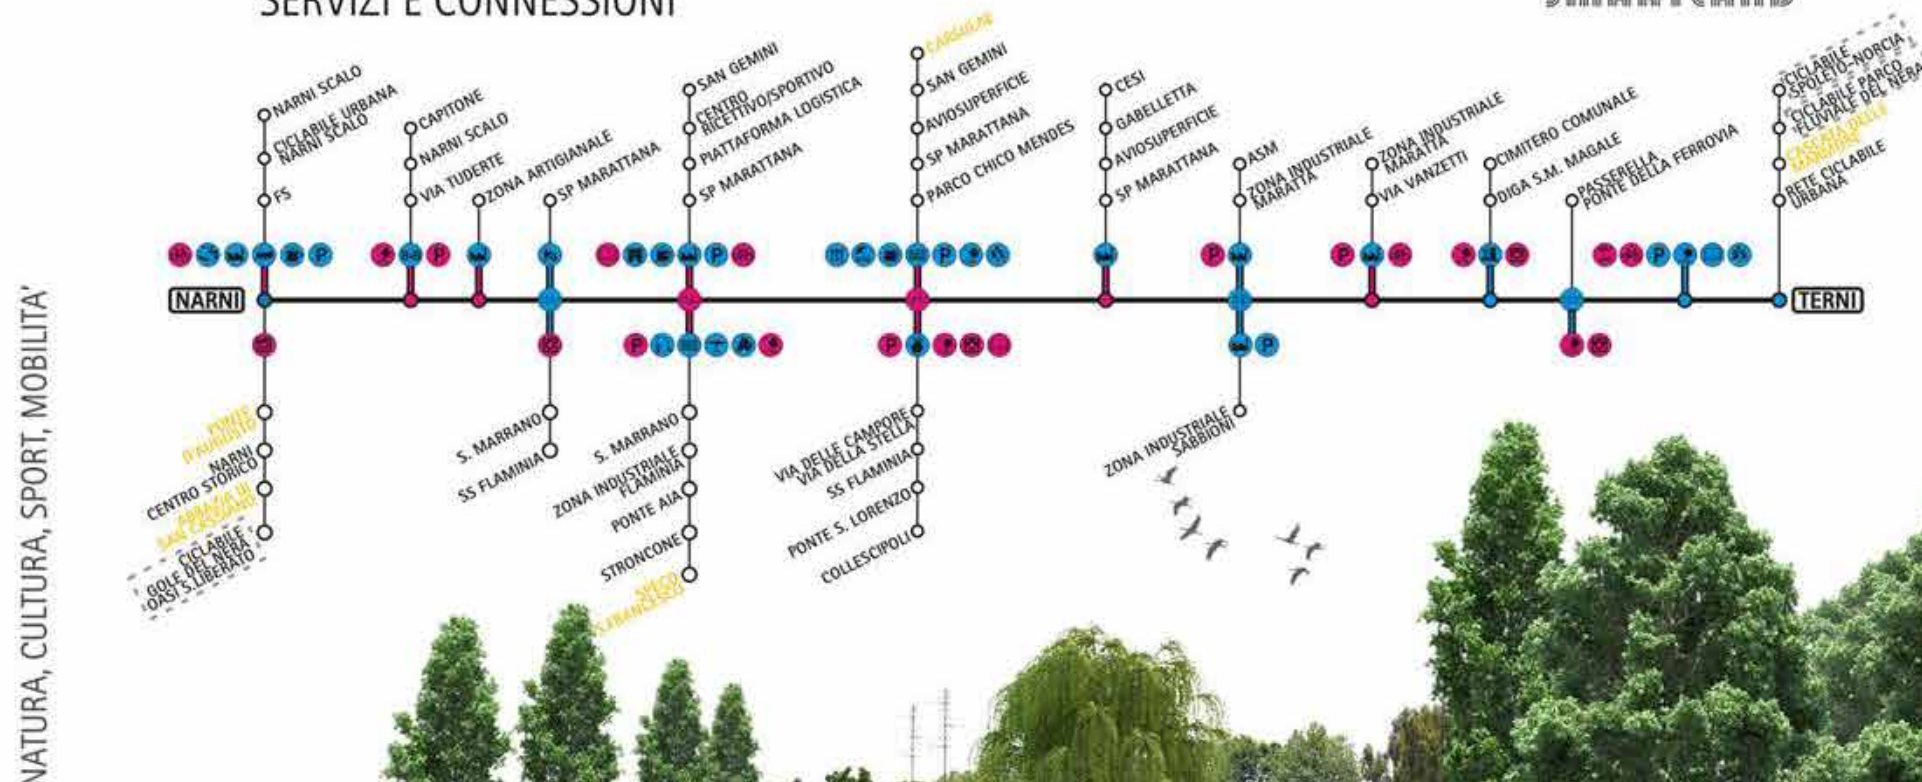 SERVIZI E CONNESSIONI
NARNI SCALO
CICLABILE URBANA
NARNI SCALO
FS
CAPITONE
NARNI SCALO
VIA TUDERTE
ZONA ARTIGIANALE
SP MARATTANA
SAN GEMINI
CENTRO
RICETTIVO/SPORTIVO
PIATTAFORMA LOGISTICA
SP MARATTANA
CARSULAE
SAN GEMINI
AVIOSUPERFICIE
SP MARATTANA
PARCO CHICO MENDES
CESI
GABELLETTA
AVIOSUPERFICIE
SP MARATTANA
ASM
ZONA INDUSTRIALE
MARATTA
ZONA INDUSTRIALE
MARATTA
VIA VANZETTI
CIMITERO COMUNALE
DIGA S.M. MAGALE
PASSERELLA
PONTE DELLA FERROVIA
CICLABILE
SPOLETO-NORCIA
CICLABILE PARCO
FLUVIALE DEL NERA
CASCATA DELLE
MARMORE
RETE CICLABILE
URBANA
P
P
P
P
P
P
P
NARNI
TERNI
P
P
P
PONTE
D'AUGUSTO
NARNI
CENTRO STORICO
ABBAZIA DI
SAN CASSIANO
CICLABILE
GOLE DEL NERA
OASI S.LIBERATO
S. MARRANO
SS FLAMINIA
S. MARRANO
ZONA INDUSTRIALE
FLAMINIA
PONTE AIA
STRONCONE
SPECO
S.FRANCESCO
VIA DELLE CAMPORE
VIA DELLA STELLA
SS FLAMINIA
PONTE S. LORENZO
COLLESCIPOLI
ZONA INDUSTRIALE
SABBIONI
NATURA, CULTURA, SPORT, MOBILITA'